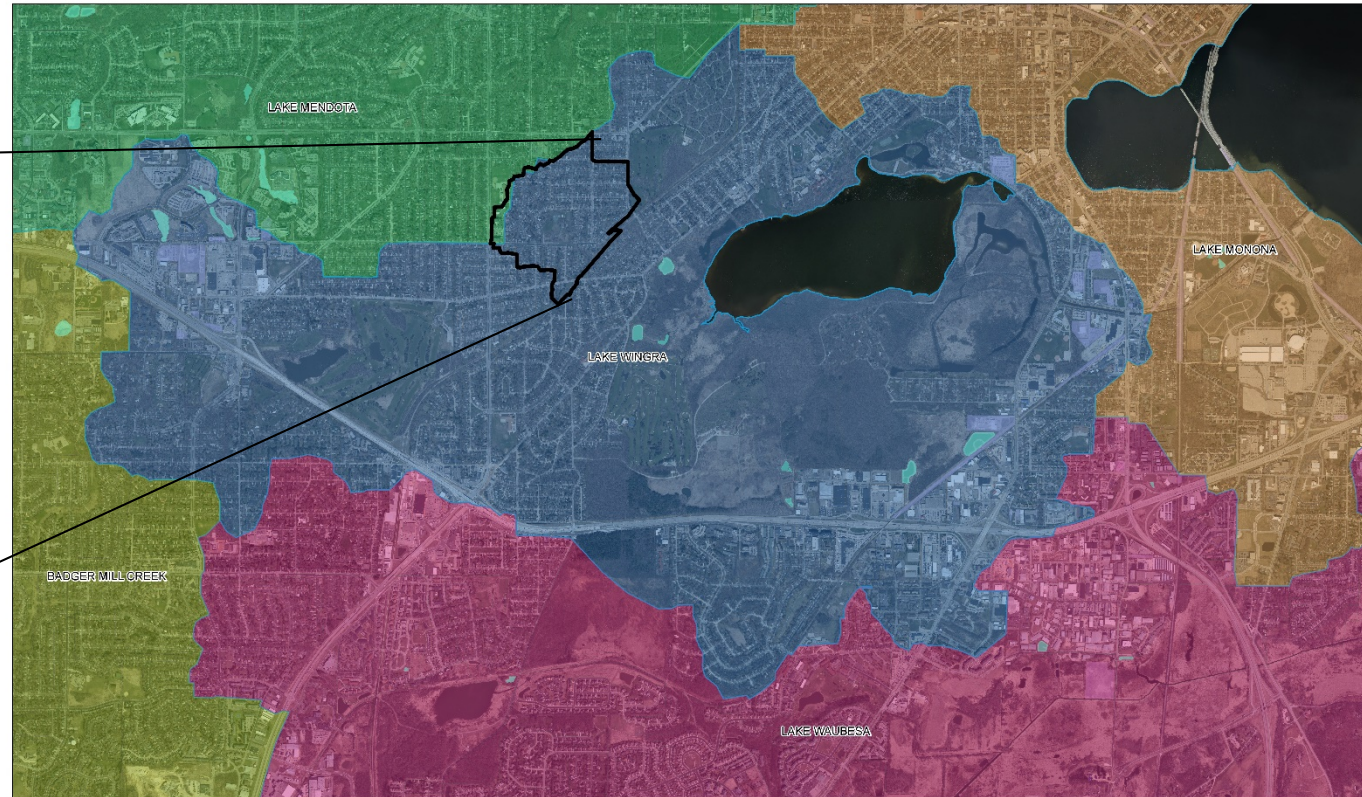 LAKE MENDOTA
LAKE MONONA
LAKE WINGRA
BADGER MILL CREEK
LAKE WAUBESA